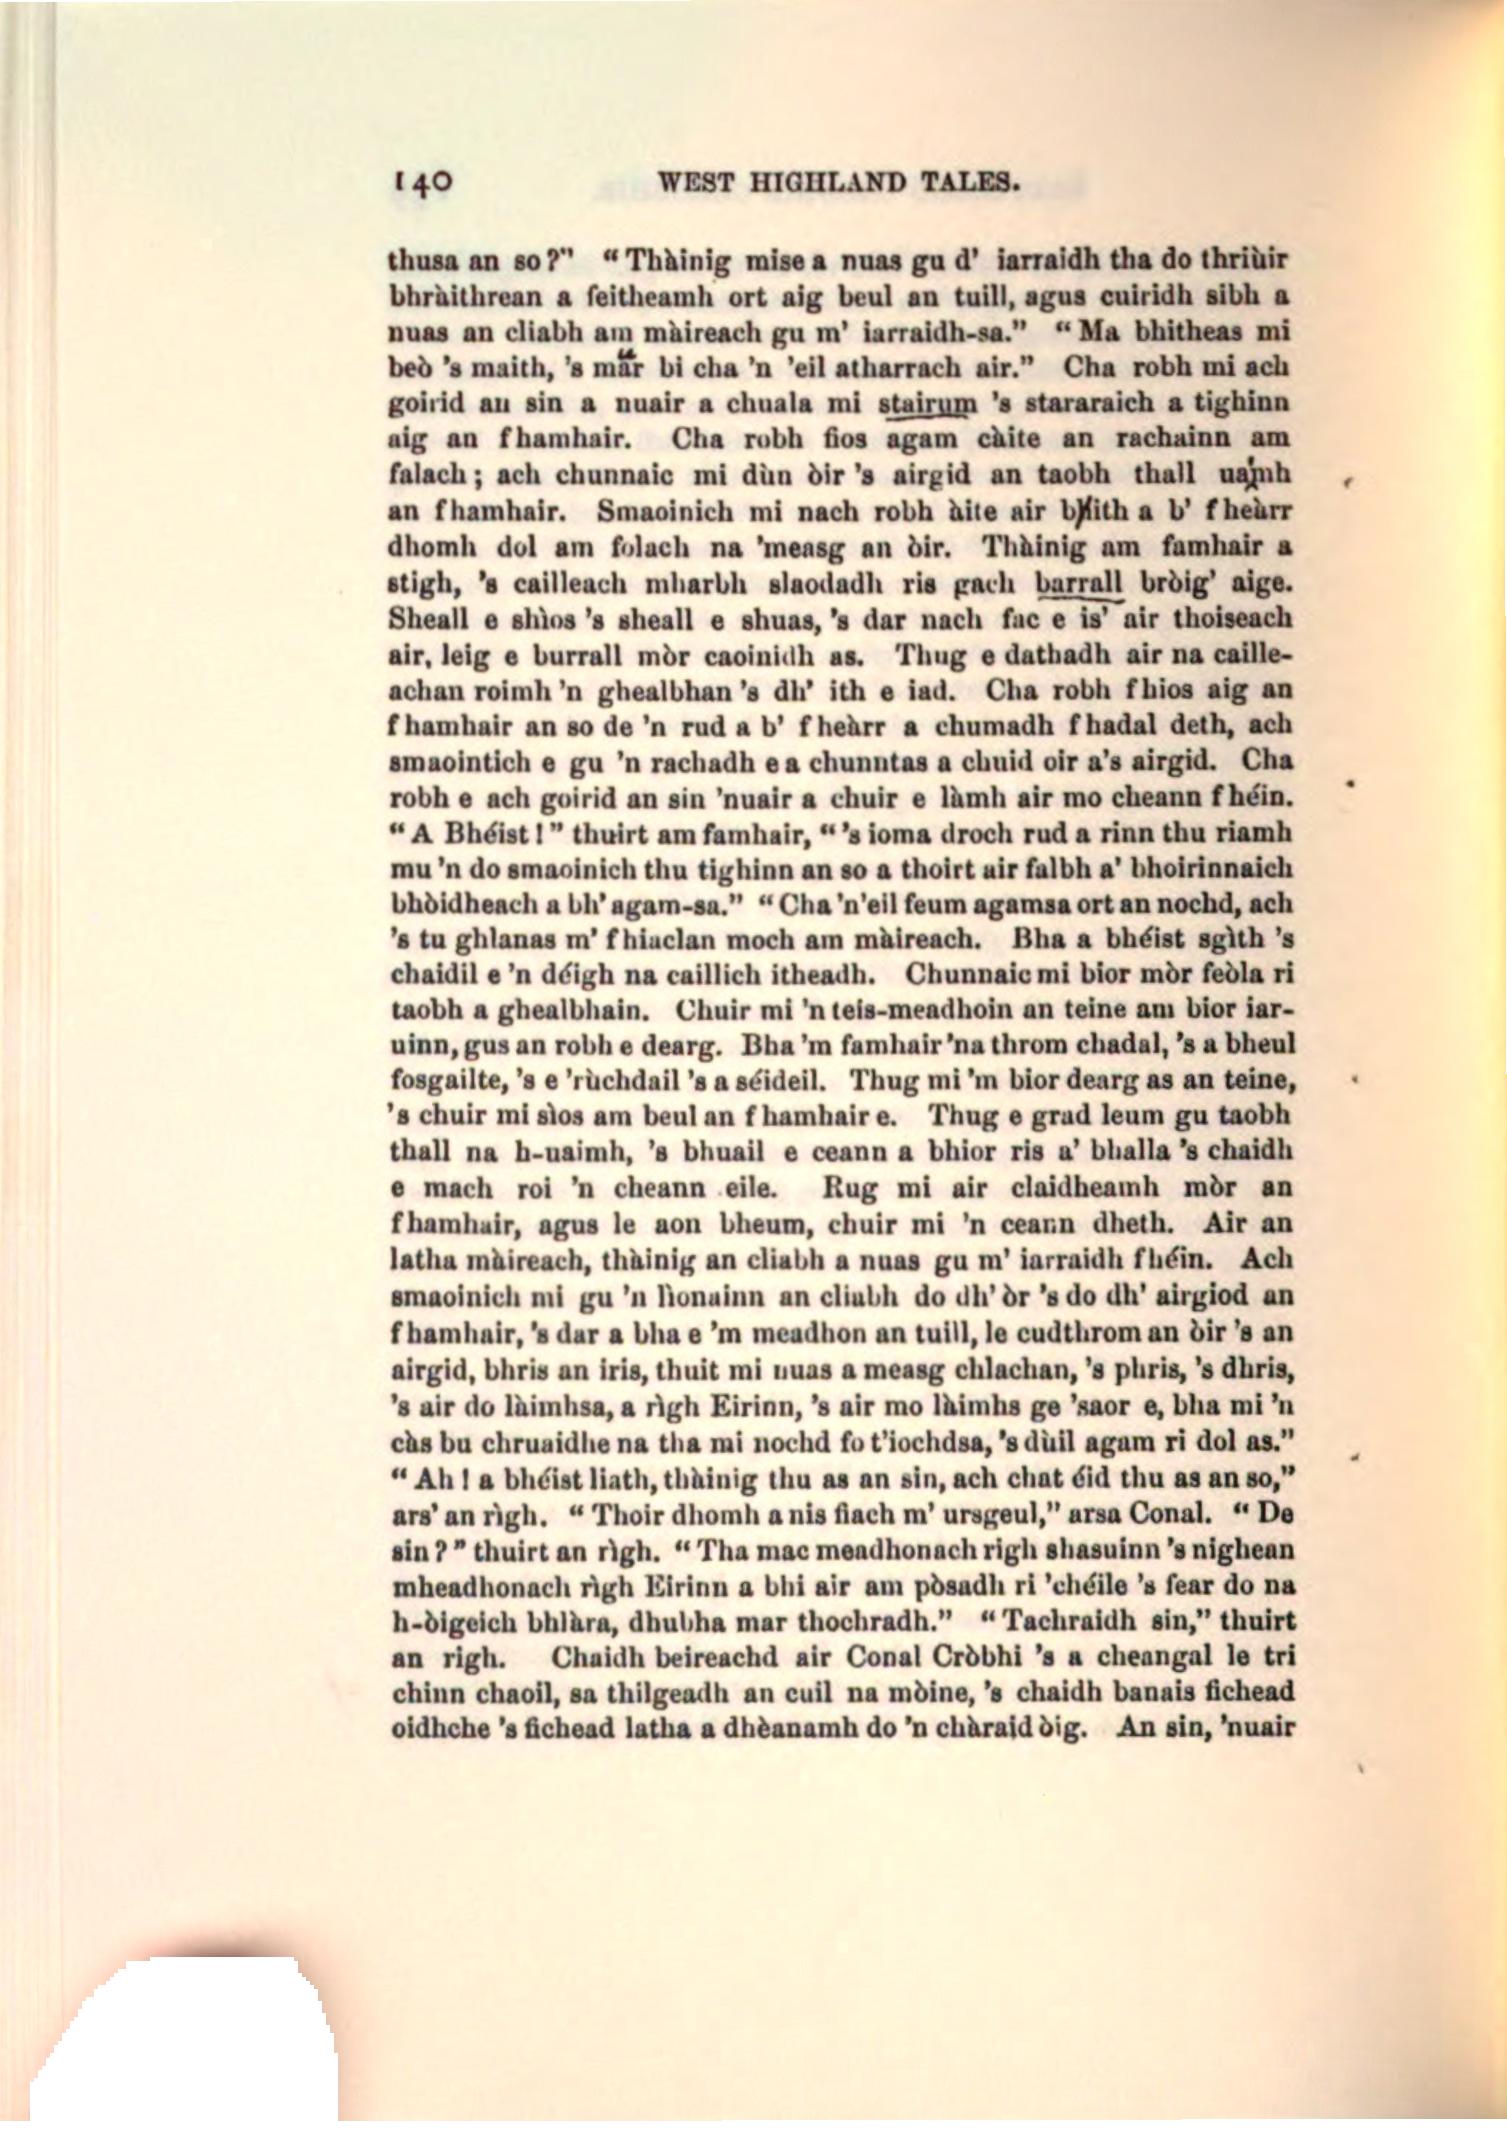 140 WEST HIGHLAND TALES.
thusa an so?" "Thàinig mise a nuas gu d' iarraidh tha do thriùir
bhràithrean a feitheamh ort aig beul an tuill, agus cuiridh sibh a
nuas an cliabh am màireach gu m' iarraidh-sa." "Ma bhitheas mi
beò 's maith, 's mar bi cha 'n 'eil atharrach air." Cha robh mi ach
goirid an sin a nuair a chuala mi stairum 's stararaich a tighinn
aig an fhamhair. Cha robh fios agam càite an rachainn am
falach; ach chunnaic mi dùn òir 's airgid an taobh thall uamh
an fhamhair. Smaoinich mi nach robh àite air bhith a b' fheàrr
dhomh dol am folach na 'measg an òir. Thàinig am famhair a
stigh, 's cailleach mharbh slaodadh ris gach barrall bròig' aige.
Sheall e shìos 's sheall e shuas, 's dar nach fac e is' air thoiseach
air, leig e burrall mòr caoinidh as. Thug e dathadh air na caille-
achan roimh 'n ghealbhan 's dh' ith e iad. Cha robh fhios aig an
fhamhair an so de 'n rud a b' fheàrr a chumadh fhadal deth, ach
smaointich e gu 'n rachadh e a chunntas a chuid oir a's airgid. Cha
robh e ach goirid an sin 'nuair a chuir e làmh air mo cheann fhéin.
"A Bhéist!" thuirt am famhair, "'s ioma droch rud a rinn thu riamh
mu 'n do smaoinich thu tighinn an so a thoirt air falbh a' bhoirinnaich
bhòidheach a bh' agam-sa." "Cha 'n'eil feum agamsa ort an nochd, ach
's tu ghlanas m' fhiaclan moch am màireach. Bha a bhéist sgìth 's
chaidil e 'n déigh na caillich itheadh. Chunnaic mi bior mòr feòla ri
taobh a ghealbhain. Chuir mi 'n teis-meadhoin an teine am bior iar-
uinn, gus an robh e dearg. Bha 'm famhair 'na throm chadal, 's a bheul
fosgailte, 's e 'rùchdail 's a séideil. Thug mi 'm bior dearg as an teine,
's chuir mi sìos am beul an fhamhair e. Thug e grad leum gu taobh
thall na h-uaimh, 's bhuail e ceann a bhior ris a' bhalla 's chaidh
e mach roi 'n cheann eile. Rug mi air claidheamh mòr an
fhamhair, agus le aon bheum, chuir mi 'n ceann dheth. Air an
latha màireach, thàinig an cliabh a nuas gu m' iarraidh fhéin. Ach
smaoinich mi gu 'n lìonainn an cliabh do dh' òr 's do dh' airgiod an
fhamhair, 's dar a bha e 'm meadhon an tuill, le cudthrom an òir 's an
airgid, bhris an iris, thuit mi nuas a measg chlachan, 's phris, 's dhris,
's air do làimhsa, a rìgh Eirinn, 's air mo làimhs ge 'saor e, bha mi 'n
càs bu chruaidhe na tha mi nochd fo t'iochdsa, 's dùil agam ri dol as."
"Ah! a bhéist liath, thàinig thu as an sin, ach chat éid thu as an so,"
ars' an rìgh. "Thoir dhomh a nis fiach m' ursgeul," arsa Conal. "De
sin?" thuirt an rìgh. "Tha mac meadhonach righ shasuinn 's nighean
mheadhonach rìgh Eirinn a bhi air am pòsadh ri 'chéile 's fear do na
h-òigeich bhlàra, dhubha mar thochradh." "Tachraidh sin," thuirt
an righ. Chaidh beireachd air Conal Cròbhi 's a cheangal le tri
chinn chaoil, sa thilgeadh an cuil na mòine, 's chaidh banais fichead
oidhche 's fichead latha a dhèanamh do 'n chàraid òig. An sin, 'nuair